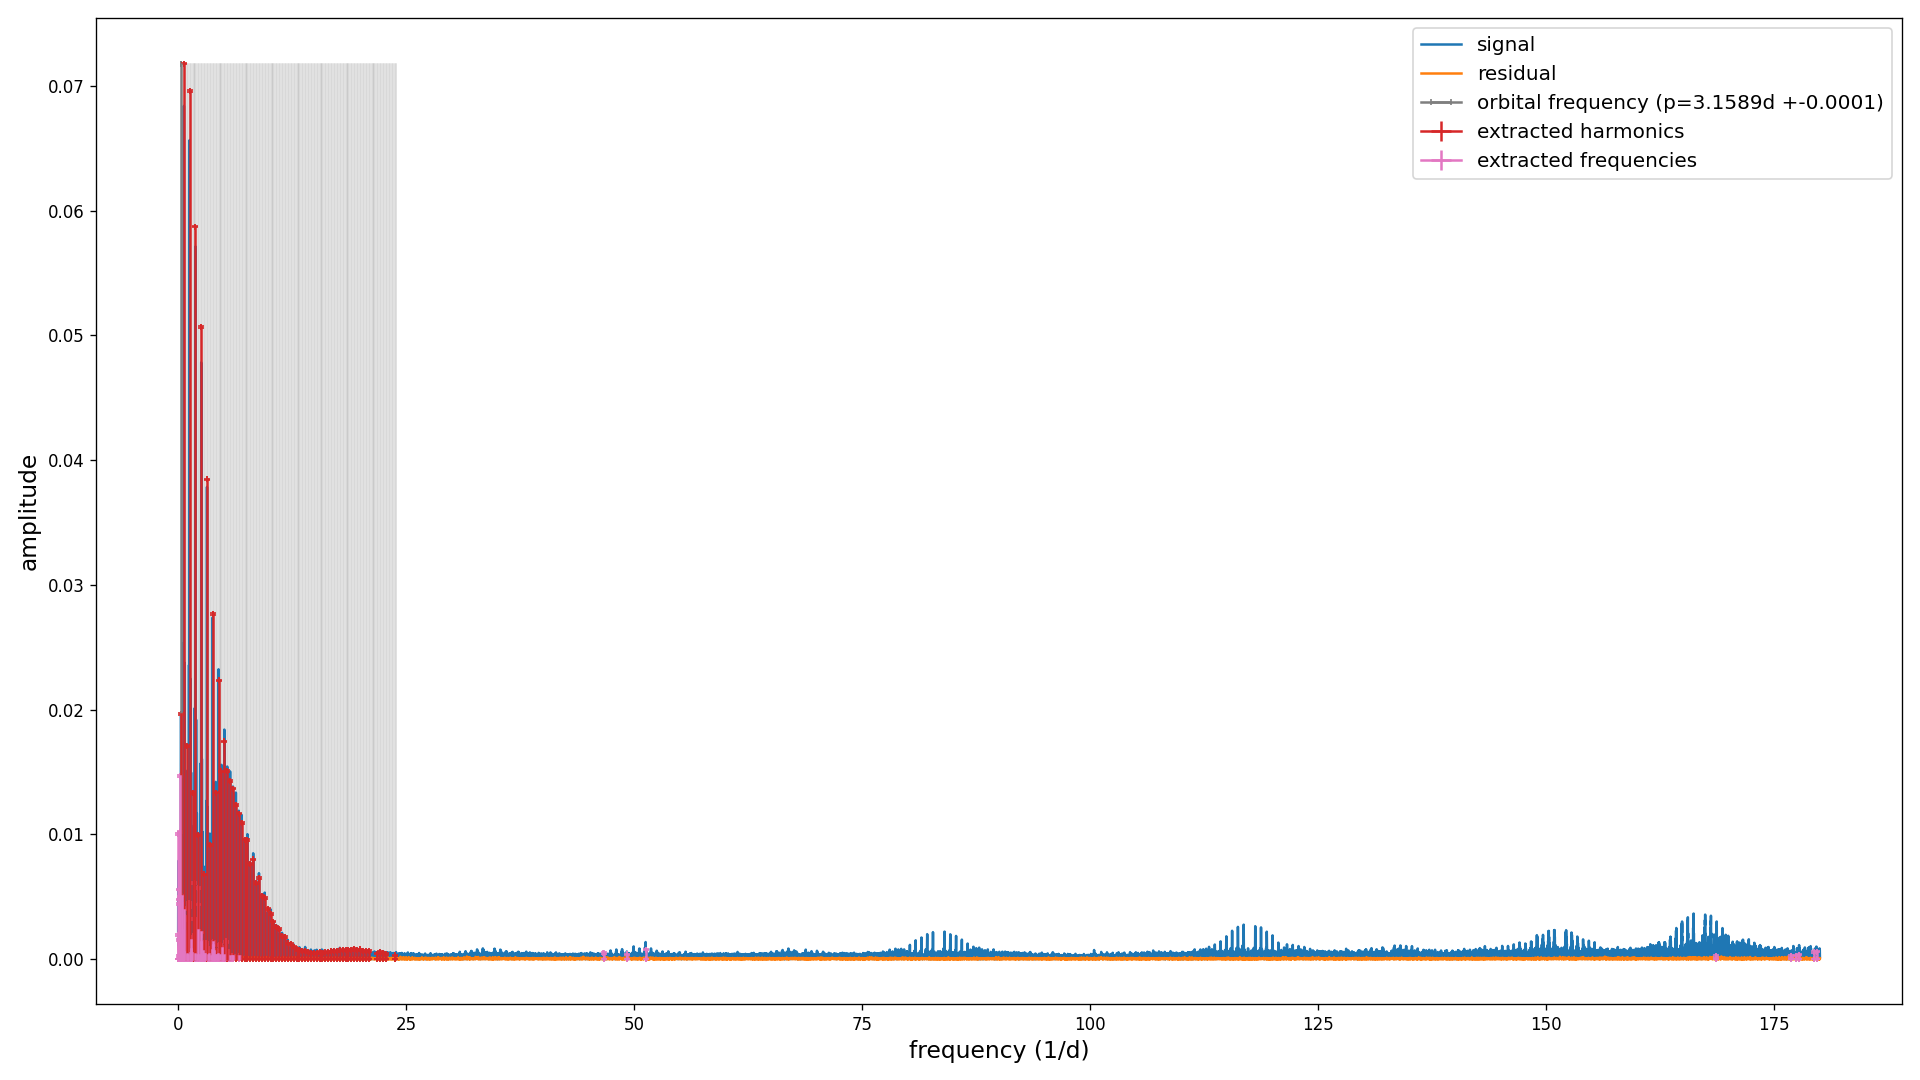 signal
residual
orbital frequency (p=3.1589d +-0.0001)
extracted harmonics
extracted frequencies
amplitude
0.07
0.06
0.05
0.04
0.03
0.02
0.01
0.00
0 25 50 75 100 125 150 175
frequency (1/d)